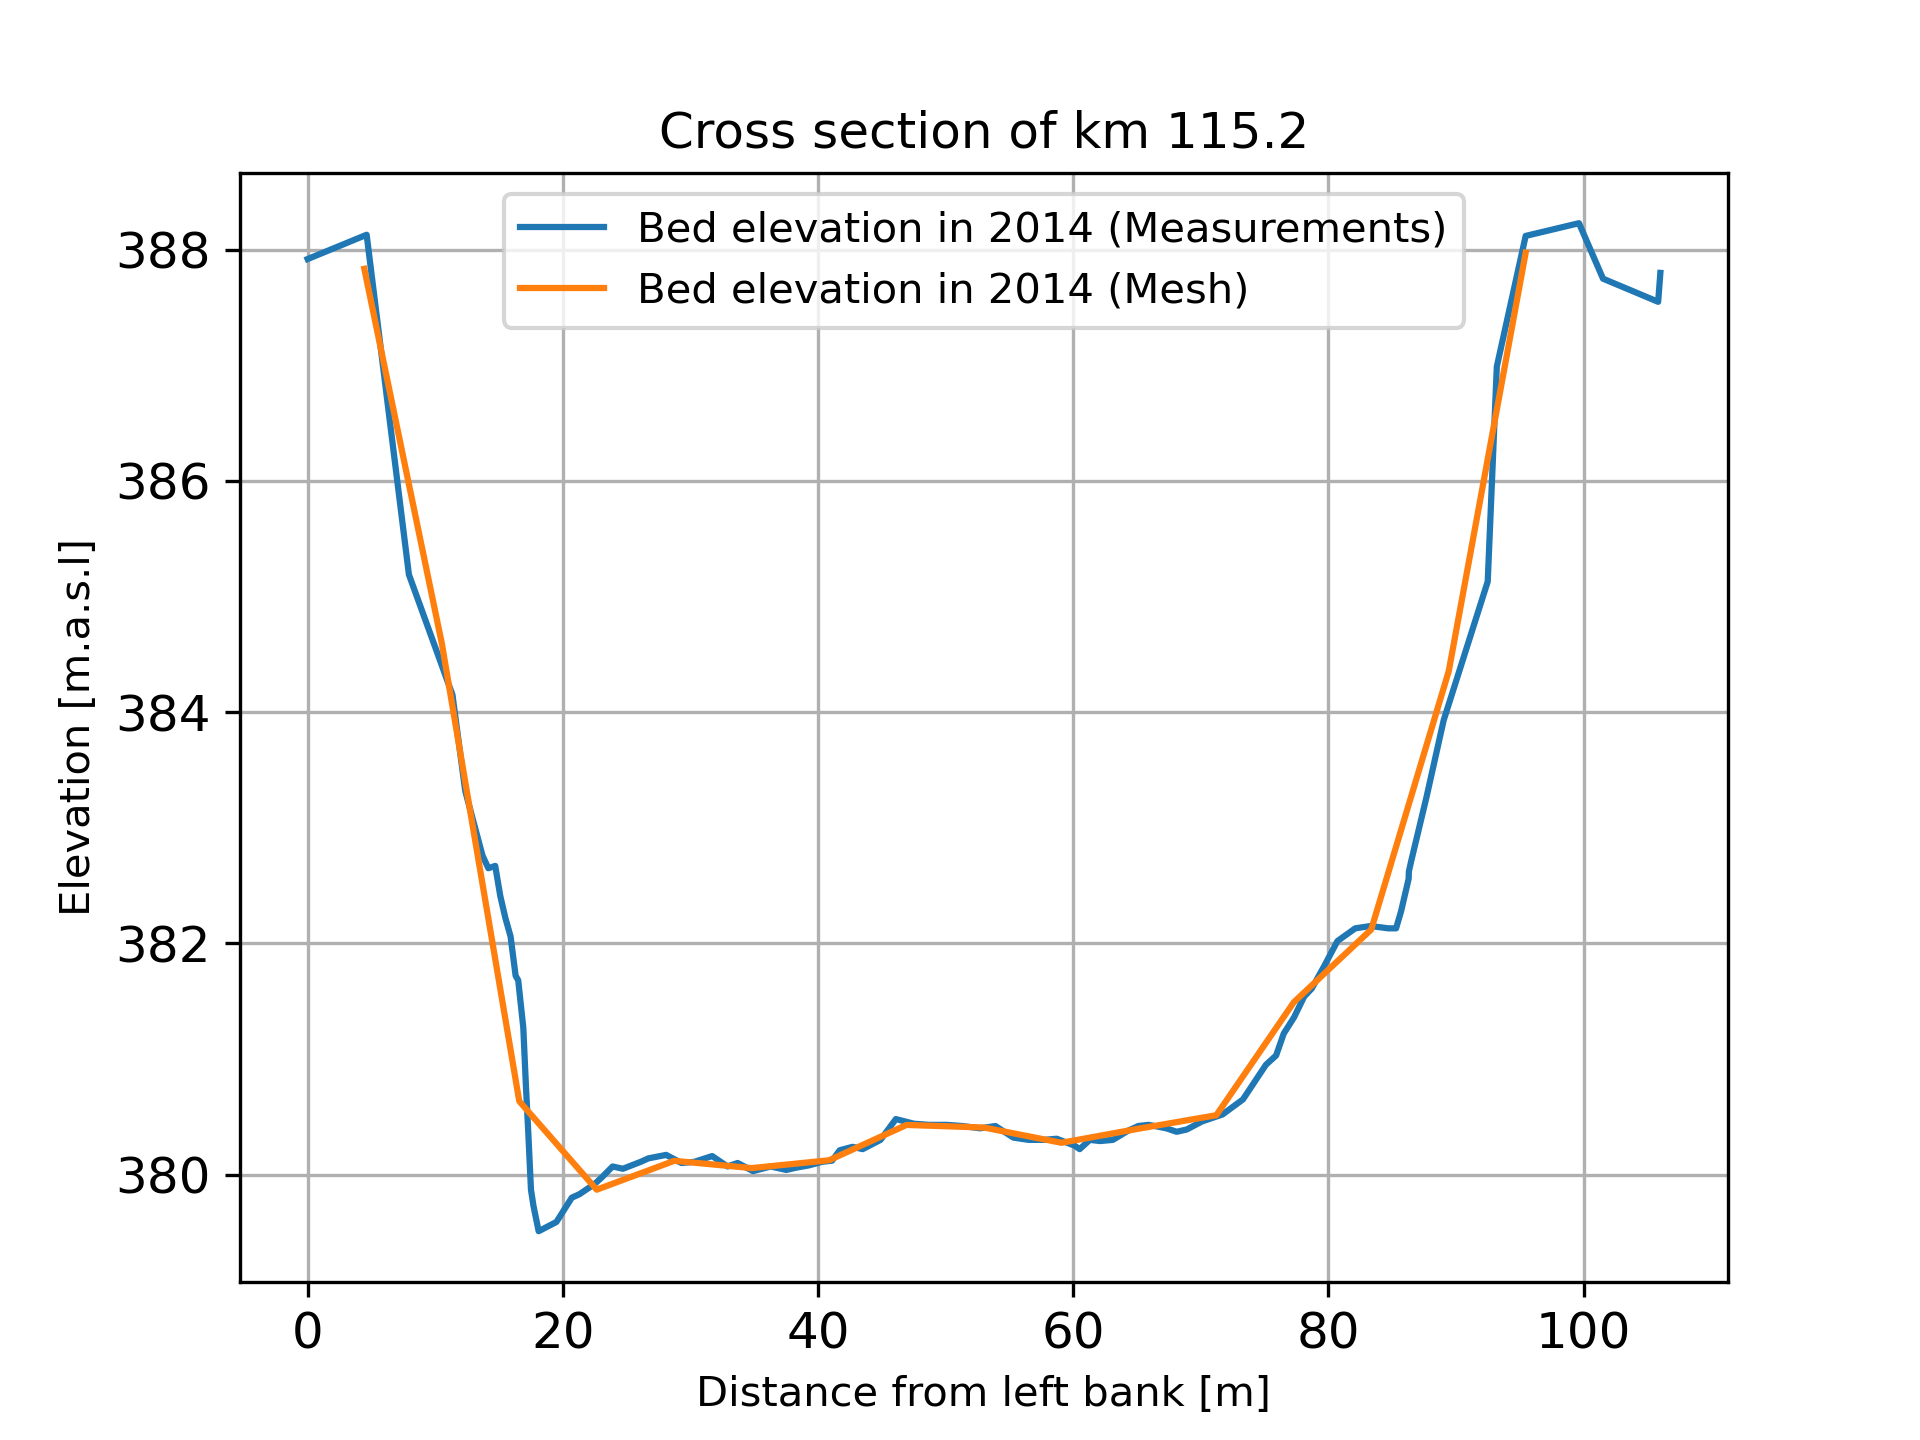 Cross section of km 115.2
Bed elevation in 2014 (Measurements)
Bed elevation in 2014 (Mesh)
388
386
384
382
380
Elevation [m.a.s.l]
0 20 40 60 80 100
Distance from left bank [m]